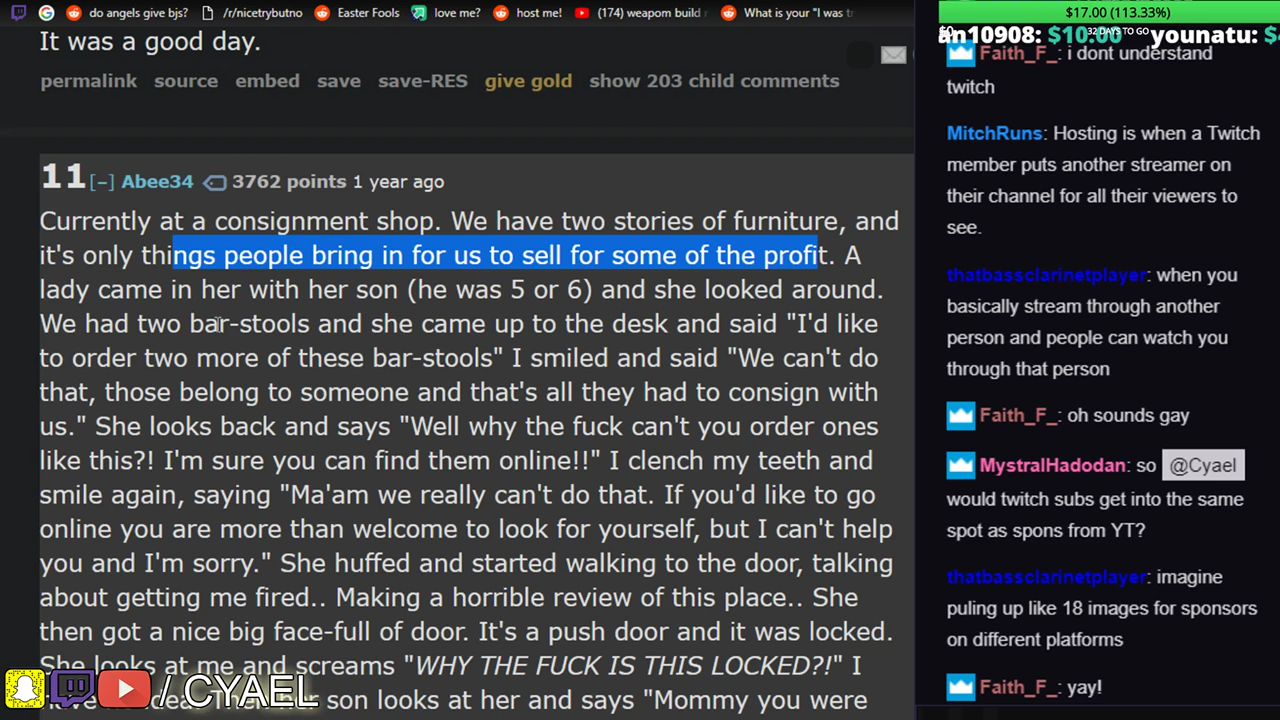 do angels give bjs?
/r/nicetrybutno
Easter Fools
love me?
host me!
(174) weapom build
What is your "I was tr
It was a good day.
permalink source embed save save-RES give gold show 203 child comments
11 [–] Abee34 3762 points 1 year ago
Currently at a consignment shop. We have two stories of furniture, and
it's only things people bring in for us to sell for some of the profit. A
lady came in her with her son (he was 5 or 6) and she looked around.
We had two bar-stools and she came up to the desk and said "I'd like
to order two more of these bar-stools" I smiled and said "We can't do
that, those belong to someone and that's all they had to consign with
us." She looks back and says "Well why the fuck can't you order ones
like this?! I'm sure you can find them online!!" I clench my teeth and
smile again, saying "Ma'am we really can't do that. If you'd like to go
online you are more than welcome to look for yourself, but I can't help
you and I'm sorry." She huffed and started walking to the door, talking
about getting me fired.. Making a horrible review of this place.. She
then got a nice big face-full of door. It's a push door and it was locked.
She looks at me and screams "WHY THE FUCK IS THIS LOCKED?!" I
her son looks at her and says "Mommy you were
/ CYAEL
$17.00 (113.33%)
32 DAYS TO GO
an10908: $10.00 younatu:
Faith_F_: i dont understand
twitch
MitchRuns: Hosting is when a Twitch
member puts another streamer on
their channel for all their viewers to
see.
thatbassclarinetplayer: when you
basically stream through another
person and people can watch you
through that person
Faith_F_: oh sounds gay
MystralHadodan: so @Cyael
would twitch subs get into the same
spot as spons from YT?
thatbassclarinetplayer: imagine
puling up like 18 images for sponsors
on different platforms
Faith_F_: yay!